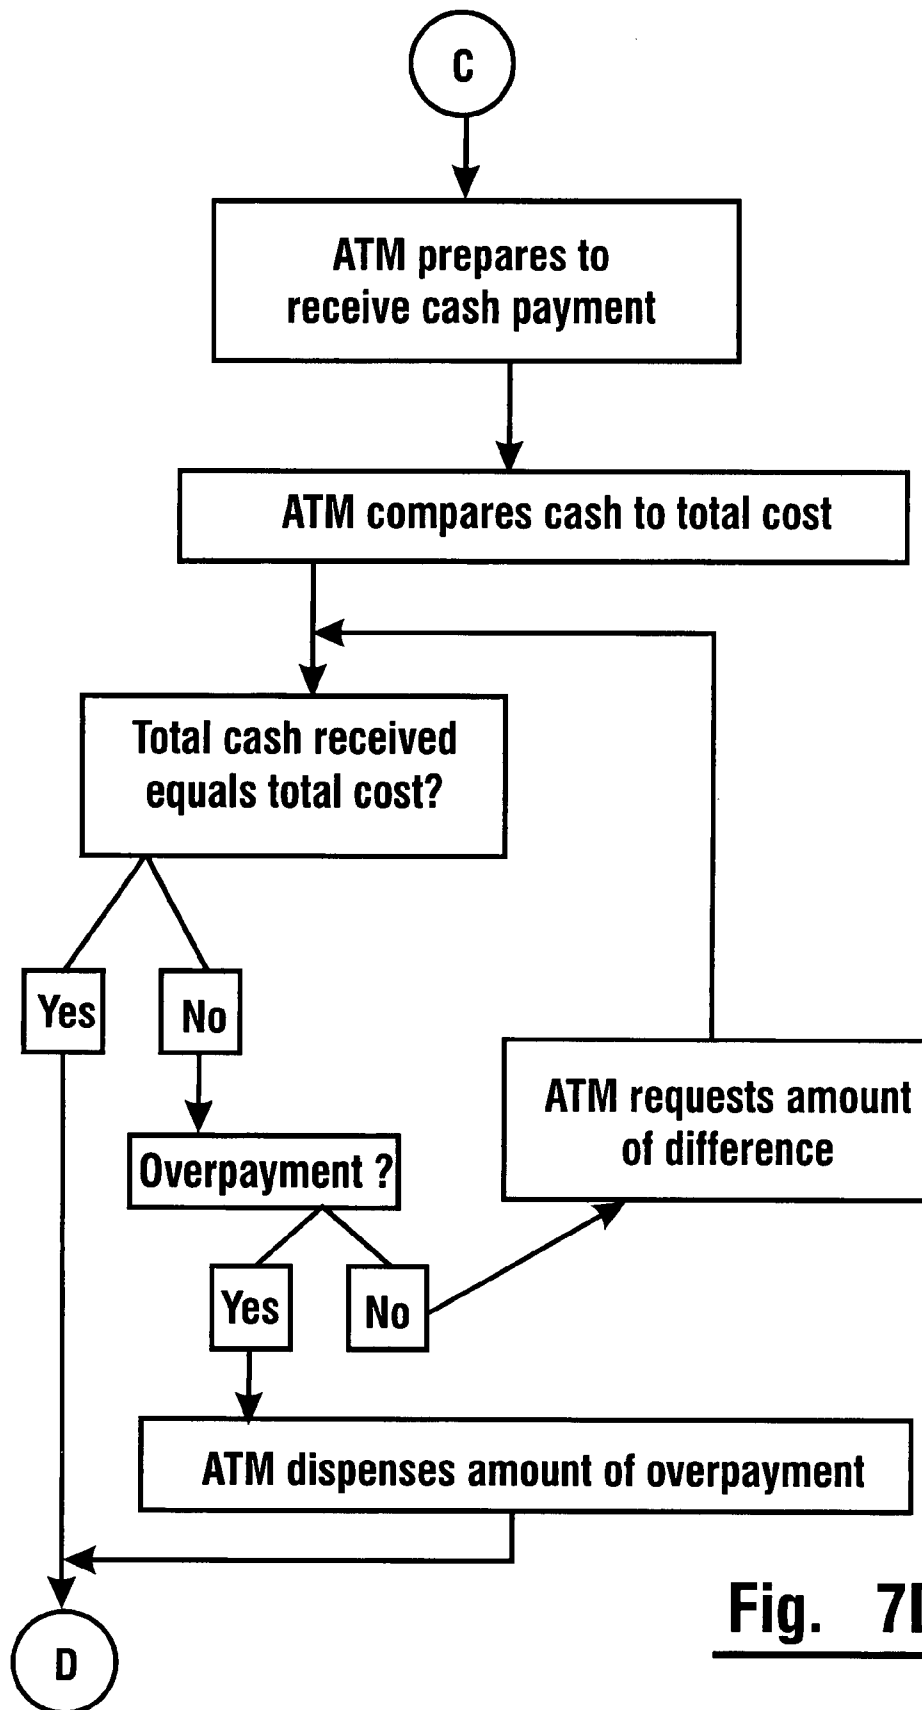 C
ATM prepares to
receive cash payment
ATM compares cash to total cost
Total cash received
equals total cost?
Yes
No
ATM requests amount
of difference
Overpayment ?
Yes
No
ATM dispenses amount of overpayment
D
Fig.